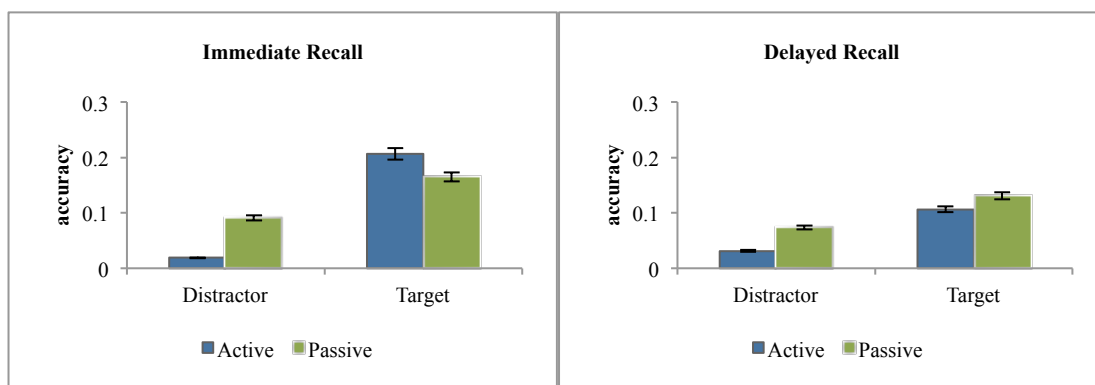 Immediate Recall
accuracy
0.3
0.2
0.1
0
Distractor Target
Active Passive
Delayed Recall
accuracy
0.3
0.2
0.1
0
Distractor Target
Active Passive